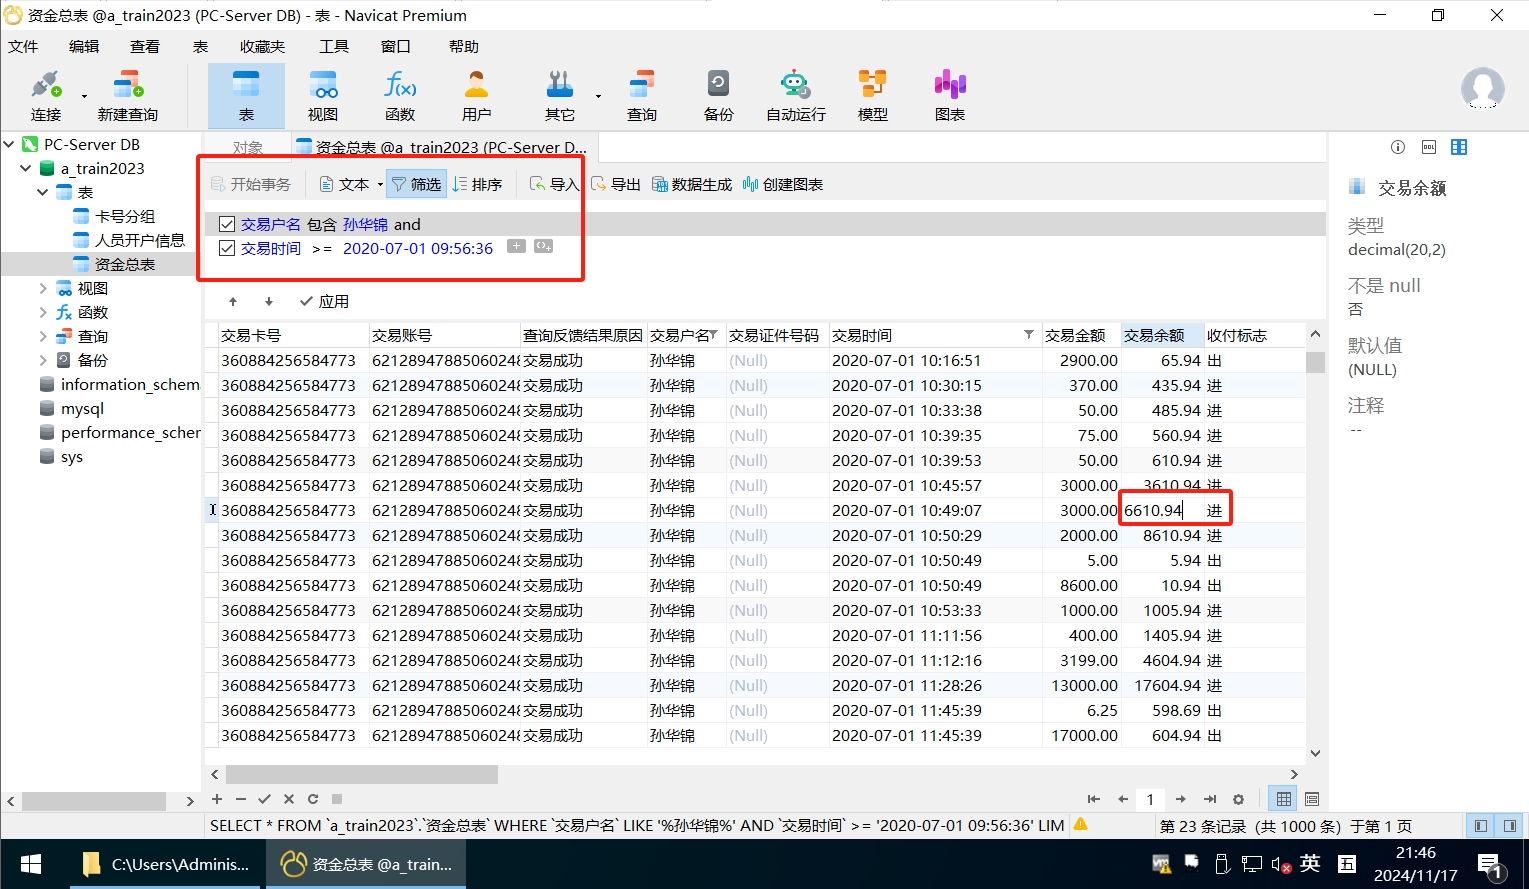 资金总表 @a_train2023 (PC-Server DB) - 表 - Navicat Premium
文件 编辑 查看 表 收藏夹 工具 窗口 帮助
连接 新建查询 表 视图 函数 用户 其它 查询 备份 自动运行 模型 图表
PC-Server DB
a_train2023
表
卡号分组
人员开户信息
资金总表
视图
函数
查询
备份
information_schema
mysql
performance_scher
sys
对象 资金总表 @a_train2023 (PC-Server D...
开始事务 文本 筛选 排序 导入 导出 数据生成 创建图表
交易户名 包含 孙华锦 and
交易时间 >= 2020-07-01 09:56:36
应用
交易卡号 交易账号 查询反馈结果原因 交易户名 交易证件号码 交易时间 交易金额 交易余额 收付标志
360884256584773 62128947885060248 交易成功 孙华锦 (Null) 2020-07-01 10:16:51 2900.00 65.94 出
360884256584773 62128947885060248 交易成功 孙华锦 (Null) 2020-07-01 10:30:15 370.00 435.94 进
360884256584773 62128947885060248 交易成功 孙华锦 (Null) 2020-07-01 10:33:38 50.00 485.94 进
360884256584773 62128947885060248 交易成功 孙华锦 (Null) 2020-07-01 10:39:35 75.00 560.94 进
360884256584773 62128947885060248 交易成功 孙华锦 (Null) 2020-07-01 10:39:53 50.00 610.94 进
360884256584773 62128947885060248 交易成功 孙华锦 (Null) 2020-07-01 10:45:57 3000.00 3610.94 进
360884256584773 62128947885060248 交易成功 孙华锦 (Null) 2020-07-01 10:49:07 3000.00 6610.94 进
360884256584773 62128947885060248 交易成功 孙华锦 (Null) 2020-07-01 10:50:29 2000.00 8610.94 进
360884256584773 62128947885060248 交易成功 孙华锦 (Null) 2020-07-01 10:50:49 5.00 5.94 出
360884256584773 62128947885060248 交易成功 孙华锦 (Null) 2020-07-01 10:50:49 8600.00 10.94 出
360884256584773 62128947885060248 交易成功 孙华锦 (Null) 2020-07-01 10:53:33 1000.00 1005.94 进
360884256584773 62128947885060248 交易成功 孙华锦 (Null) 2020-07-01 11:11:56 400.00 1405.94 进
360884256584773 62128947885060248 交易成功 孙华锦 (Null) 2020-07-01 11:12:16 3199.00 4604.94 进
360884256584773 62128947885060248 交易成功 孙华锦 (Null) 2020-07-01 11:28:26 13000.00 17604.94 进
360884256584773 62128947885060248 交易成功 孙华锦 (Null) 2020-07-01 11:45:39 6.25 598.69 出
360884256584773 62128947885060248 交易成功 孙华锦 (Null) 2020-07-01 11:45:39 17000.00 604.94 出
1
SELECT * FROM `a_train2023`.`资金总表` WHERE `交易户名` LIKE '%孙华锦%' AND `交易时间` >= '2020-07-01 09:56:36' LIM
第 23 条记录 (共 1000 条) 于第 1 页
DDL
交易余额
类型
decimal(20,2)
不是 null
否
默认值
(NULL)
注释
--
C:\Users\Adminis... 资金总表 @a_train...
英 五
21:46
2024/11/17
1